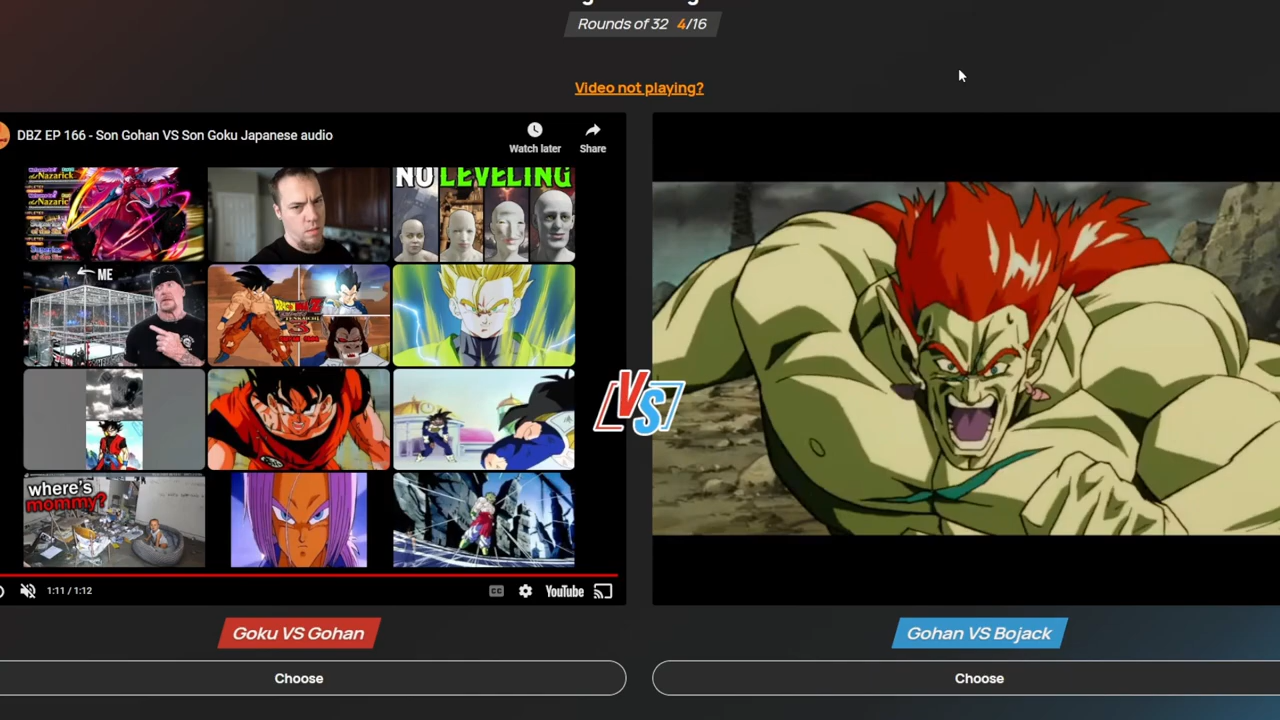 Rounds of 32 4/16
Video not playing?
DBZ EP 166 - Son Gohan VS Son Goku Japanese audio
Watch later
Share
NO LEVELING
ME
where's
mommy?
1:11 / 1:12
CC
YouTube
VS
Goku VS Gohan
Gohan VS Bojack
Choose
Choose